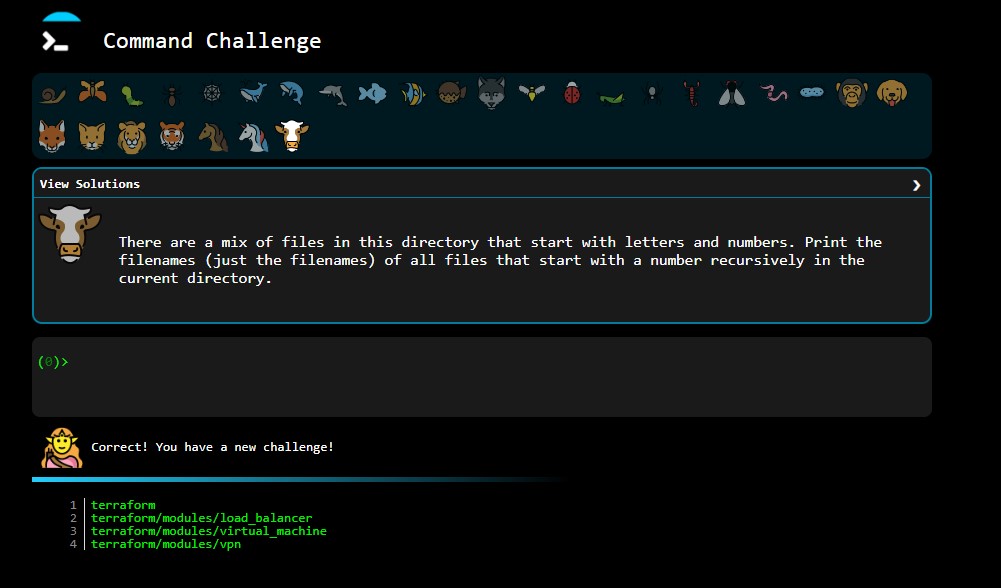 Command Challenge
View Solutions
There are a mix of files in this directory that start with letters and numbers. Print the
filenames (just the filenames) of all files that start with a number recursively in the
current directory.
(0)>
Correct! You have a new challenge!
1 terraform
2 terraform/modules/load_balancer
3 terraform/modules/virtual_machine
4 terraform/modules/vpn